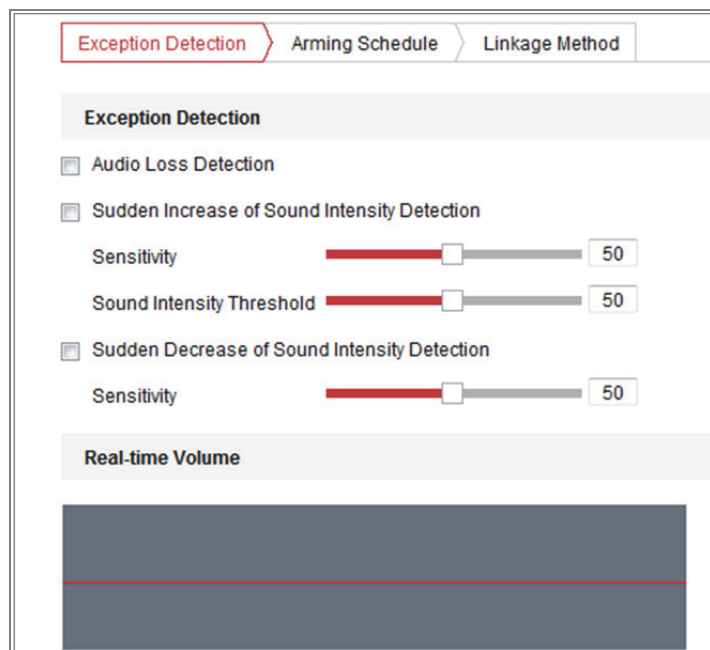 Exception Detection Arming Schedule Linkage Method
Exception Detection
Audio Loss Detection
Sudden Increase of Sound Intensity Detection
Sensitivity 50
Sound Intensity Threshold 50
Sudden Decrease of Sound Intensity Detection
Sensitivity 50
Real-time Volume